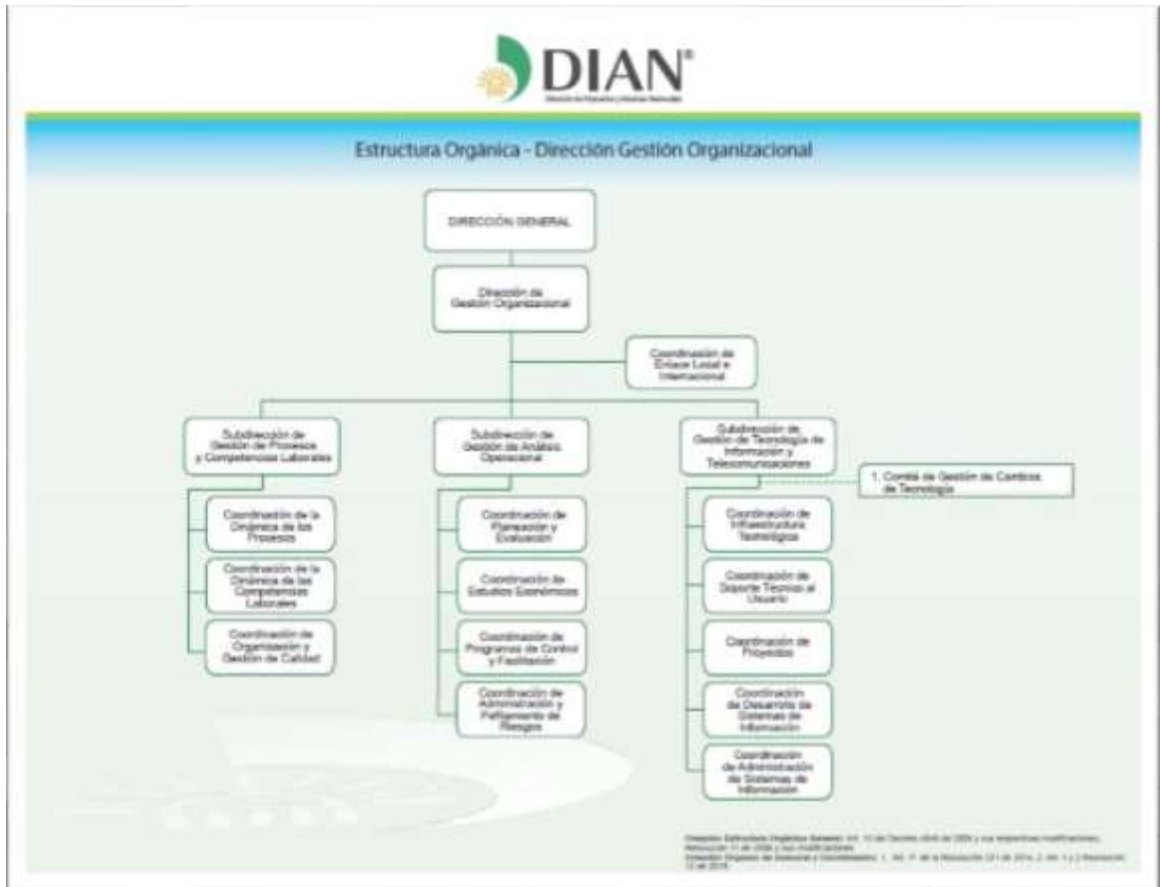 DIAN®
Dirección de Impuestos y Aduanas Nacionales
Estructura Orgánica - Dirección Gestión Organizacional
DIRECCIÓN GENERAL
Dirección de
Gestión Organizacional
Coordinación de
Enlace Local e
Internacional
Subdirección de
Gestión de Procesos
y Competencias Laborales
Coordinación de la
Dinámica de los
Procesos
Coordinación de la
Dinámica de las
Competencias
Laborales
Coordinación de
Organización y
Gestión de Calidad
Subdirección de
Gestión de Análisis
Operacional
Coordinación de
Planeación y
Evaluación
Coordinación de
Estudios Económicos
Coordinación de
Programas de Control
y Facilitación
Coordinación de
Administración y
Perfilamiento de
Riesgos
Subdirección de
Gestión de Tecnología de
Información y
Telecomunicaciones
1. Comité de Gestión de Cambios
de Tecnología
Coordinación de
Infraestructura
Tecnológica
Coordinación de
Soporte Técnico al
Usuario
Coordinación de
Proyectos
Coordinación
de Desarrollo de
Sistemas de
Información
Coordinación
de Administración
de Sistemas de
Información